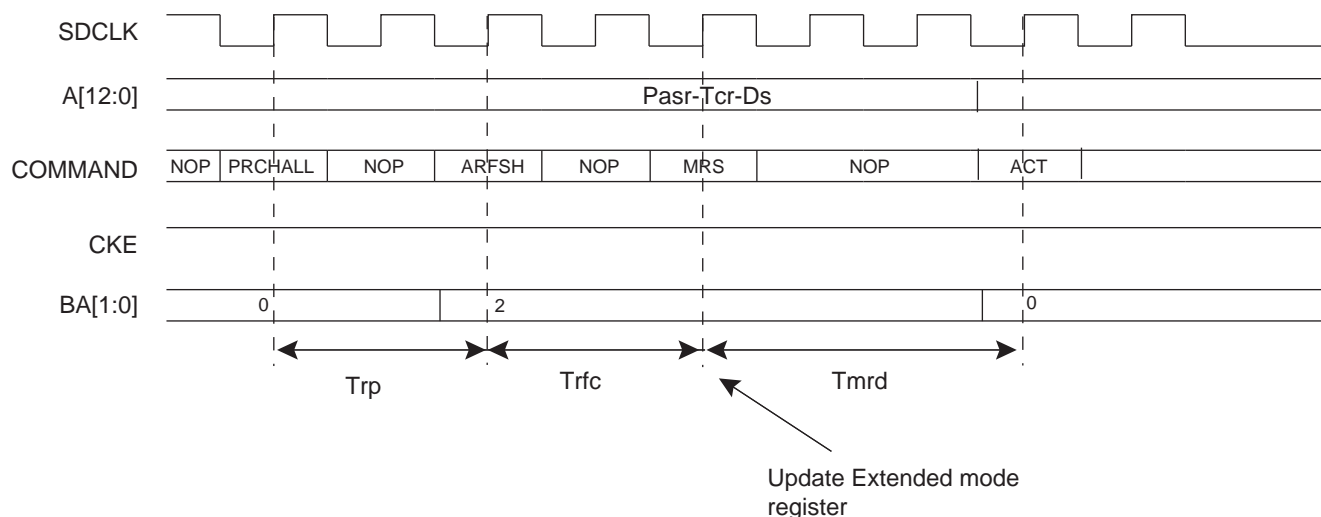 SDCLK
A[12:0]
Pasr-Tcr-Ds
COMMAND
NOP PRCHALL NOP ARFSH NOP MRS NOP ACT
CKE
BA[1:0]
0 2 0
Trp Trfc Tmrd
Update Extended mode
register